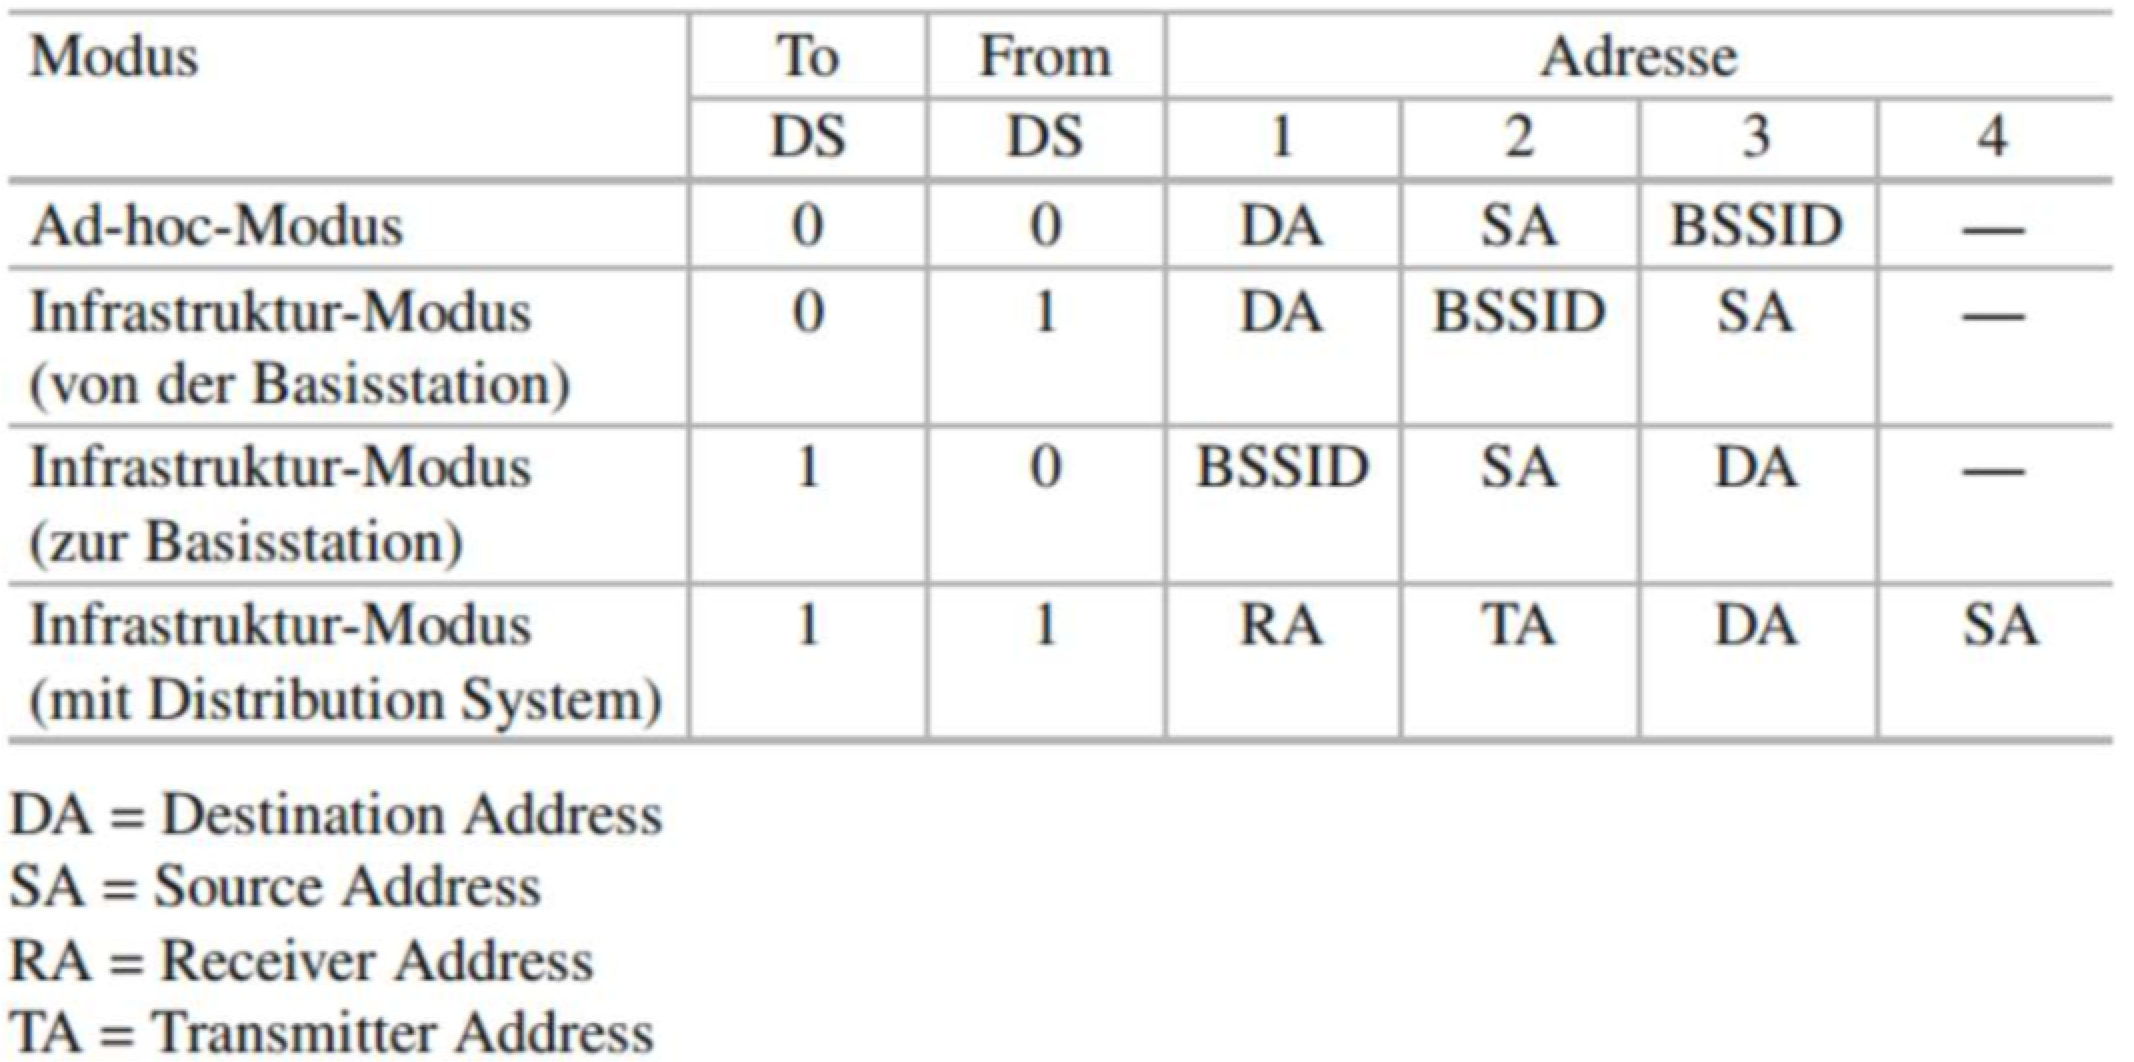 Modus To From Adresse
DS DS 1 2 3 4
Ad-hoc-Modus 0 0 DA SA BSSID —
Infrastruktur-Modus 0 1 DA BSSID SA —
(von der Basisstation)
Infrastruktur-Modus 1 0 BSSID SA DA —
(zur Basisstation)
Infrastruktur-Modus 1 1 RA TA DA SA
(mit Distribution System)
DA = Destination Address
SA = Source Address
RA = Receiver Address
TA = Transmitter Address